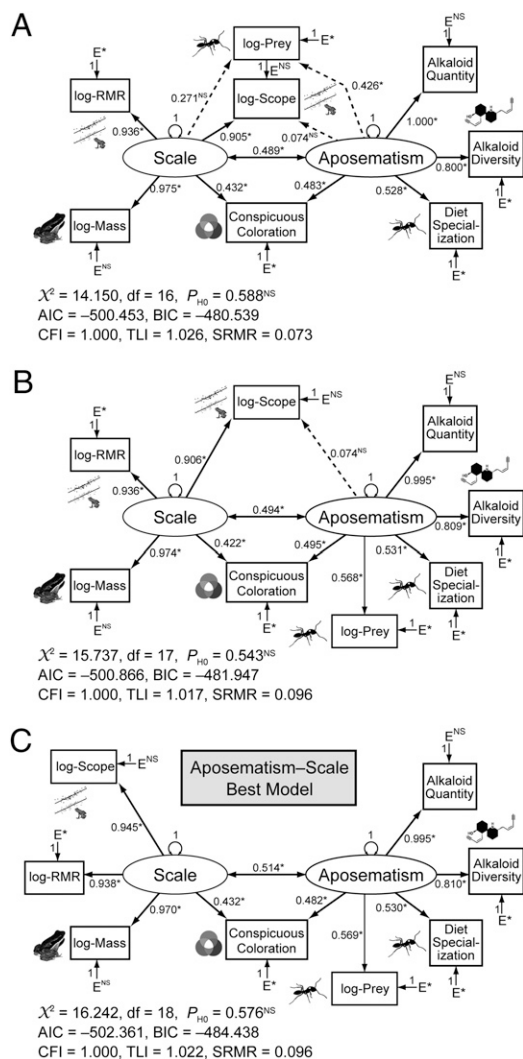 A
1 E^NS
E*
1
log-Prey
1
E*
Alkaloid
Quantity
1 E^NS
log-RMR
0.271^NS
log-Scope
0.426*
0.936*
1
0.905*
0.074^NS
1
1.000*
Alkaloid
Diversity
Scale
0.489*
Aposematism
0.800*
1
E*
0.975*
0.432*
0.483*
0.528*
log-Mass
Conspicuous
Coloration
Diet
Special-
ization
1
E^NS
1
E*
1
E*
Χ² = 14.150, df = 16, P_H0 = 0.588^NS
AIC = –500.453, BIC = –480.539
CFI = 1.000, TLI = 1.026, SRMR = 0.073
B
E^NS
1
log-Scope
1
E^NS
Alkaloid
Quantity
E*
1
log-RMR
0.906*
0.074^NS
0.936*
1
1
0.995*
Alkaloid
Diversity
Scale
0.494*
Aposematism
0.809*
1
E*
0.974*
0.422*
0.495*
0.568*
0.531*
log-Mass
Conspicuous
Coloration
Diet
Special-
ization
1
E^NS
1
E*
log-Prey
1
E*
1
E*
Χ² = 15.737, df = 17, P_H0 = 0.543^NS
AIC = –500.866, BIC = –481.947
CFI = 1.000, TLI = 1.017, SRMR = 0.096
C
E^NS
1
log-Scope
1
E^NS
Aposematism–Scale
Best Model
Alkaloid
Quantity
E*
1
0.945*
1
1
0.995*
log-RMR
0.938*
Scale
0.514*
Aposematism
0.810*
Alkaloid
Diversity
1
E*
0.970*
0.432*
0.482*
0.569*
0.530*
log-Mass
Conspicuous
Coloration
Diet
Special-
ization
1
E^NS
1
E*
log-Prey
1
E*
1
E*
Χ² = 16.242, df = 18, P_H0 = 0.576^NS
AIC = –502.361, BIC = –484.438
CFI = 1.000, TLI = 1.022, SRMR = 0.096